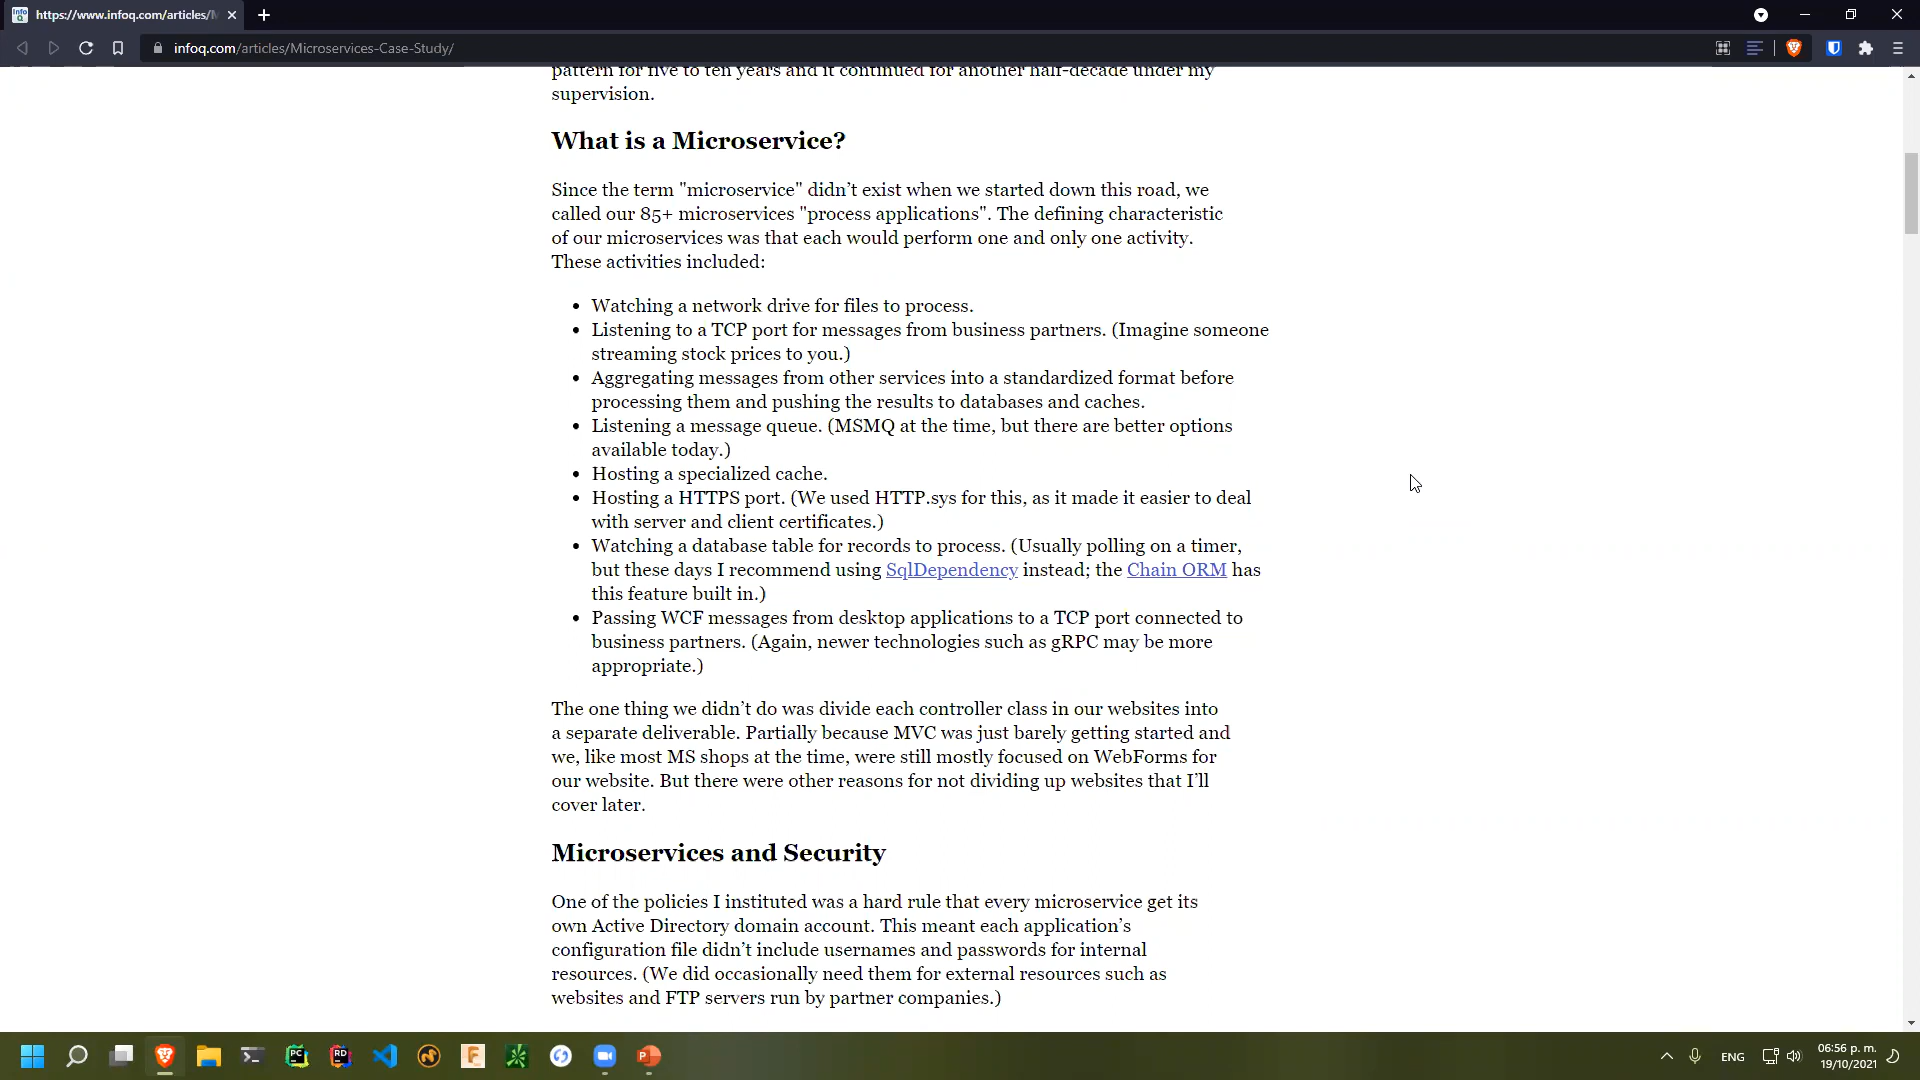 https://www.infoq.com/articles/M
infoq.com/articles/Microservices-Case-Study/
pattern for five to ten years and it continued for another half-decade under my
supervision.
What is a Microservice?
Since the term "microservice" didn’t exist when we started down this road, we
called our 85+ microservices "process applications". The defining characteristic
of our microservices was that each would perform one and only one activity.
These activities included:
• Watching a network drive for files to process.
• Listening to a TCP port for messages from business partners. (Imagine someone
streaming stock prices to you.)
• Aggregating messages from other services into a standardized format before
processing them and pushing the results to databases and caches.
• Listening a message queue. (MSMQ at the time, but there are better options
available today.)
• Hosting a specialized cache.
• Hosting a HTTPS port. (We used HTTP.sys for this, as it made it easier to deal
with server and client certificates.)
• Watching a database table for records to process. (Usually polling on a timer,
but these days I recommend using SqlDependency instead; the Chain ORM has
this feature built in.)
• Passing WCF messages from desktop applications to a TCP port connected to
business partners. (Again, newer technologies such as gRPC may be more
appropriate.)
The one thing we didn’t do was divide each controller class in our websites into
a separate deliverable. Partially because MVC was just barely getting started and
we, like most MS shops at the time, were still mostly focused on WebForms for
our website. But there were other reasons for not dividing up websites that I’ll
cover later.
Microservices and Security
One of the policies I instituted was a hard rule that every microservice get its
own Active Directory domain account. This meant each application’s
configuration file didn’t include usernames and passwords for internal
resources. (We did occasionally need them for external resources such as
websites and FTP servers run by partner companies.)
ENG
06:56 p. m.
19/10/2021